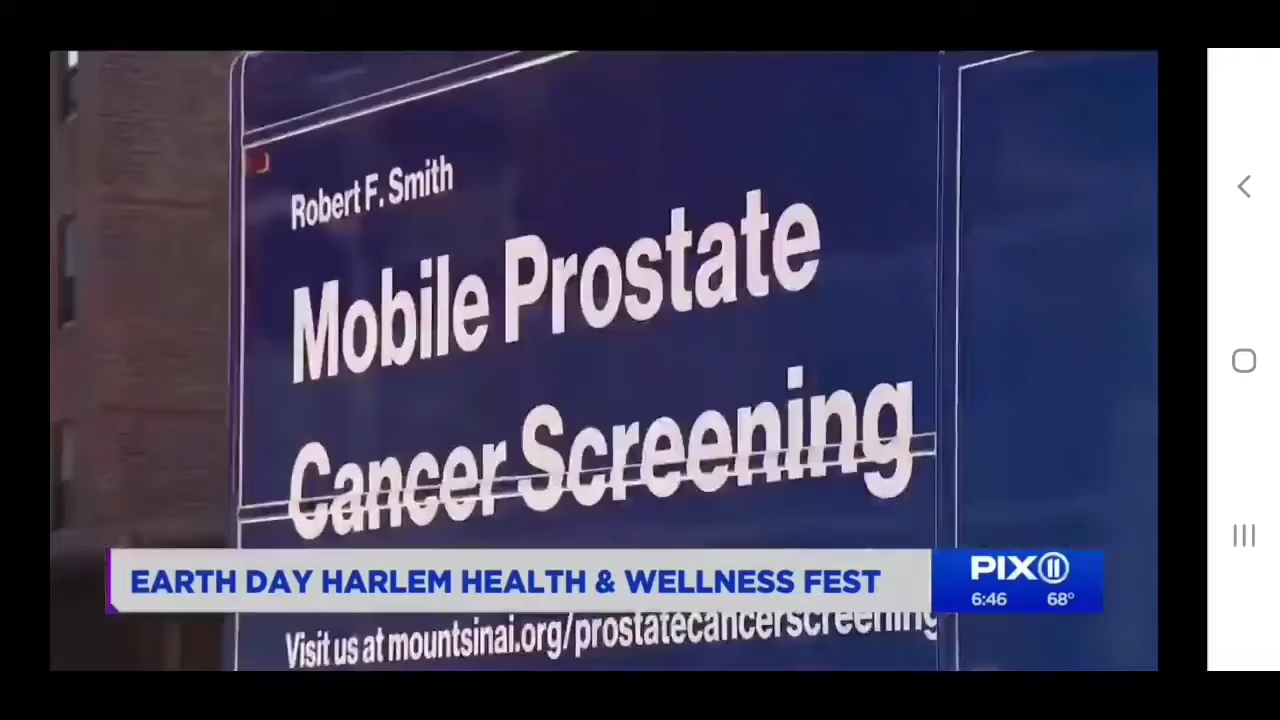 Robert F. Smith
Mobile Prostate
Cancer Screening
EARTH DAY HARLEM HEALTH & WELLNESS FEST
PIX11
6:46 68°
Visit us at mountsinai.org/prostatecancerscreening